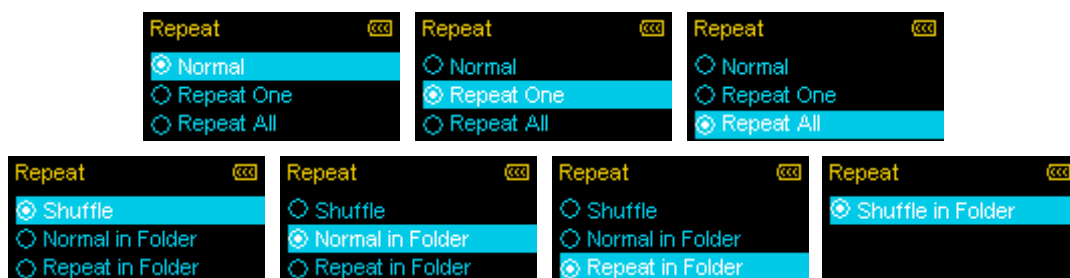 Repeat
Normal
Repeat One
Repeat All
Repeat
Normal
Repeat One
Repeat All
Repeat
Normal
Repeat One
Repeat All
Repeat
Shuffle
Normal in Folder
Repeat in Folder
Repeat
Shuffle
Normal in Folder
Repeat in Folder
Repeat
Shuffle
Normal in Folder
Repeat in Folder
Repeat
Shuffle in Folder